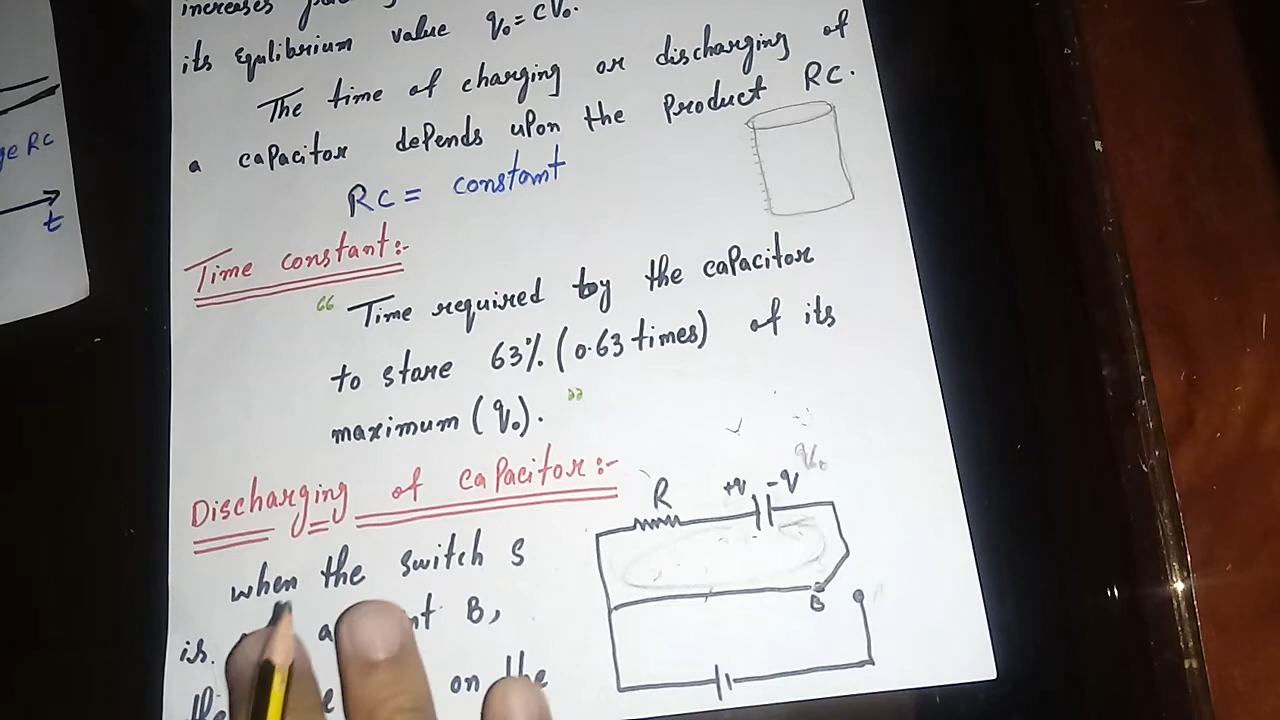 increases
its equlibrium value q₀ = CV₀.
The time of charging or discharging of
a capacitor depends upon the product RC.
RC = constant
ge RC
t
Time constant:-
“ Time required by the capacitor
to store 63% (0.63 times) of its
maximum (q₀). ”
Discharging of capacitor:-
q₀
R +q -q
when the switch S
is B,
B
on the